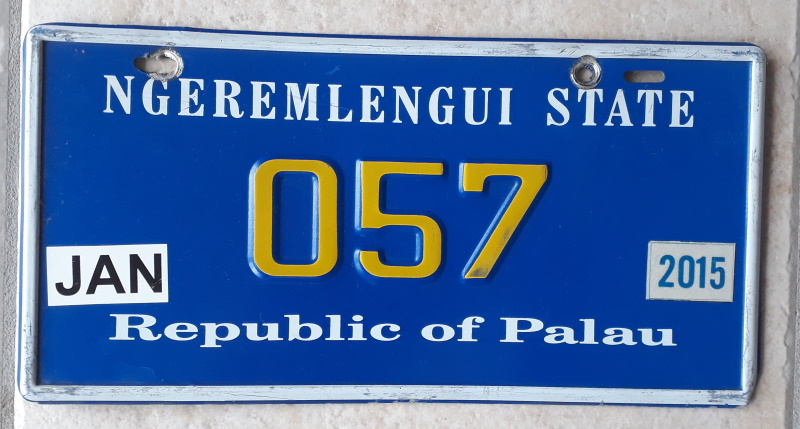 NGEREMLENGUI STATE
057
JAN
2015
Republic of Palau